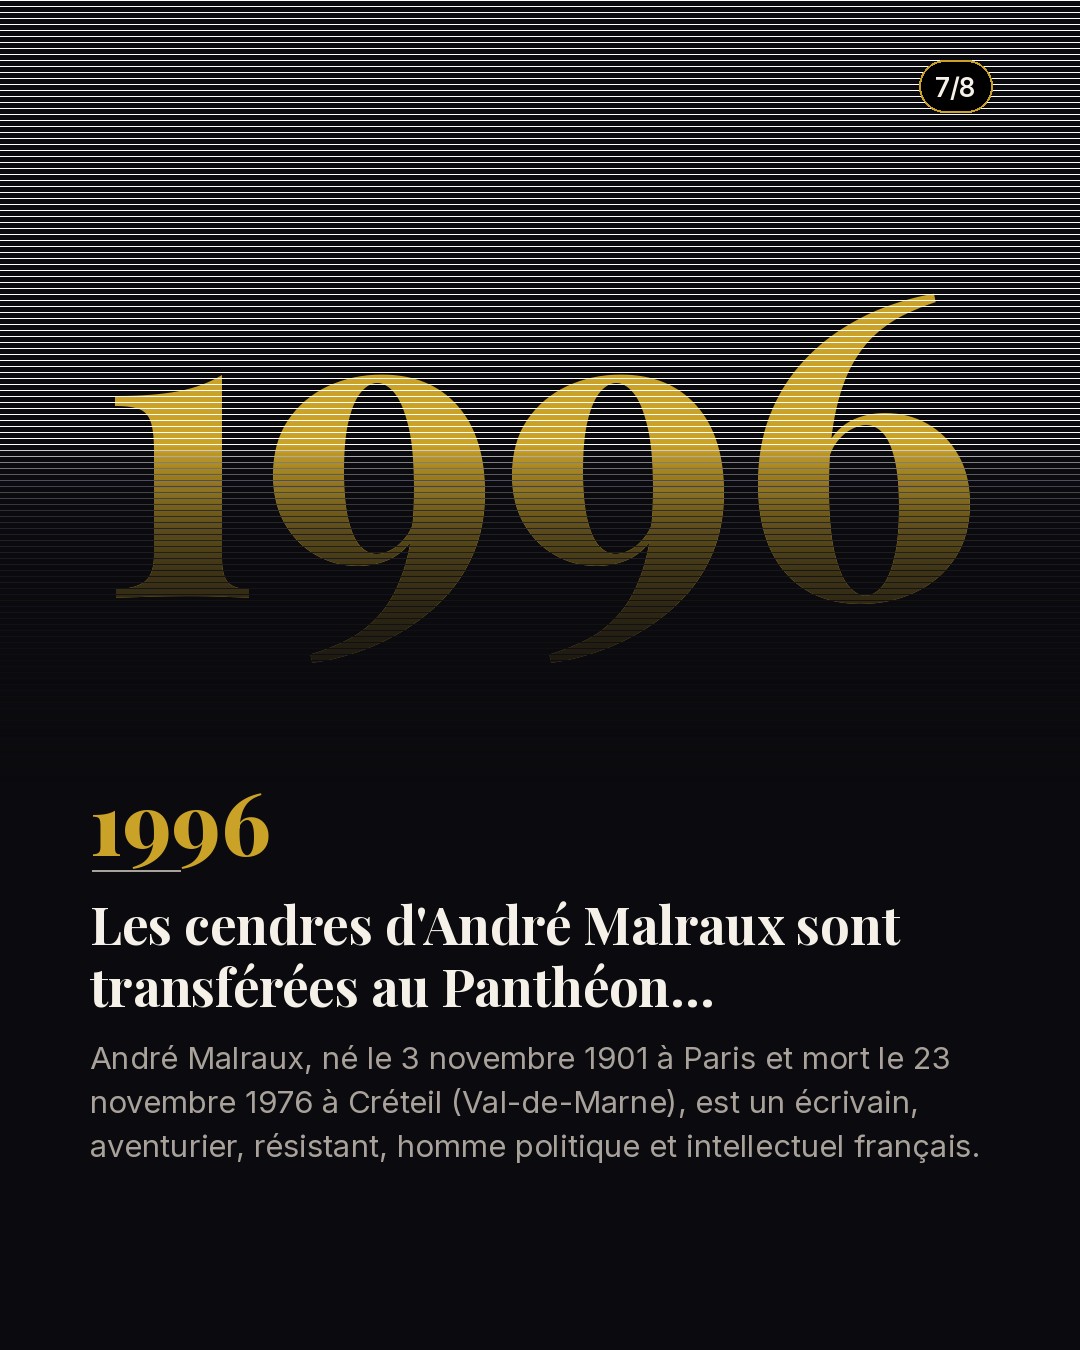 7/8
1996
1996
Les cendres d'André Malraux sont
transférées au Panthéon...
André Malraux, né le 3 novembre 1901 à Paris et mort le 23
novembre 1976 à Créteil (Val-de-Marne), est un écrivain,
aventurier, résistant, homme politique et intellectuel français.